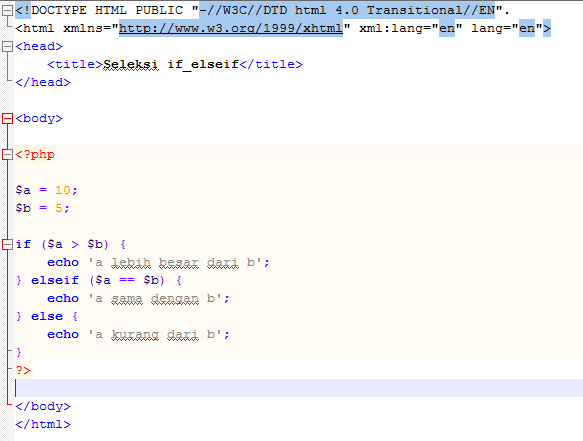 <!DOCTYPE HTML PUBLIC "-//W3C//DTD html 4.0 Transitional//EN".
<html xmlns="http://www.w3.org/1999/xhtml" xml:lang="en" lang="en">
<head>
    <title>Seleksi if_elseif</title>
</head>
<body>
<?php
$a = 10;
$b = 5;
if ($a > $b) {
    echo 'a lebih besar dari b';
} elseif ($a == $b) {
    echo 'a sama dengan b';
} else {
    echo 'a kurang dari b';
}
?>
</body>
</html>